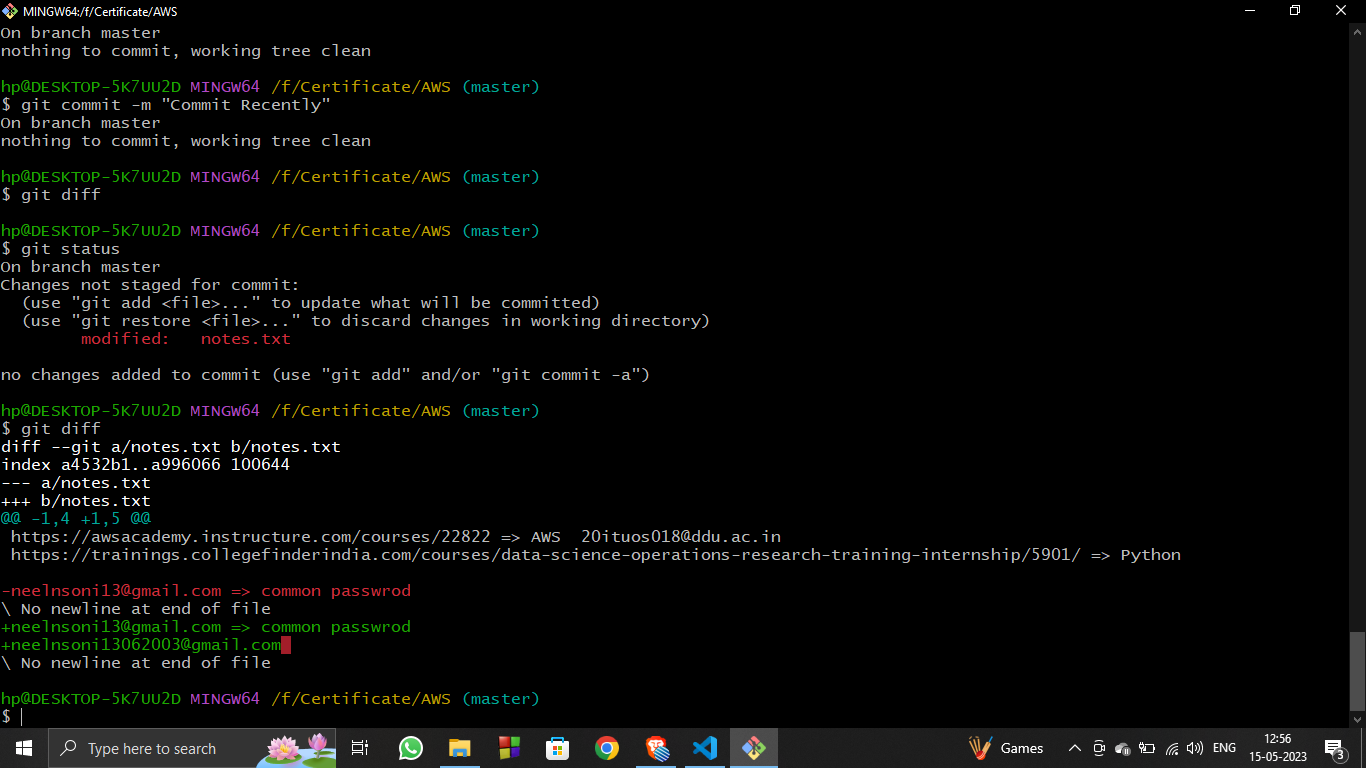 MINGW64:/f/Certificate/AWS
On branch master
nothing to commit, working tree clean
hp@DESKTOP-5K7UU2D MINGW64 /f/Certificate/AWS (master)
$ git commit -m "Commit Recently"
On branch master
nothing to commit, working tree clean
hp@DESKTOP-5K7UU2D MINGW64 /f/Certificate/AWS (master)
$ git diff
hp@DESKTOP-5K7UU2D MINGW64 /f/Certificate/AWS (master)
$ git status
On branch master
Changes not staged for commit:
  (use "git add <file>..." to update what will be committed)
  (use "git restore <file>..." to discard changes in working directory)
        modified:   notes.txt
no changes added to commit (use "git add" and/or "git commit -a")
hp@DESKTOP-5K7UU2D MINGW64 /f/Certificate/AWS (master)
$ git diff
diff --git a/notes.txt b/notes.txt
index a4532b1..a996066 100644
--- a/notes.txt
+++ b/notes.txt
@@ -1,4 +1,5 @@
 https://awsacademy.instructure.com/courses/22822 => AWS  20ituos018@ddu.ac.in
 https://trainings.collegefinderindia.com/courses/data-science-operations-research-training-internship/5901/ => Python
-neelnsoni13@gmail.com => common passwrod
\ No newline at end of file
+neelnsoni13@gmail.com => common passwrod
+neelnsoni13062003@gmail.com
\ No newline at end of file
hp@DESKTOP-5K7UU2D MINGW64 /f/Certificate/AWS (master)
$
Type here to search
Games
ENG
12:56
15-05-2023
3